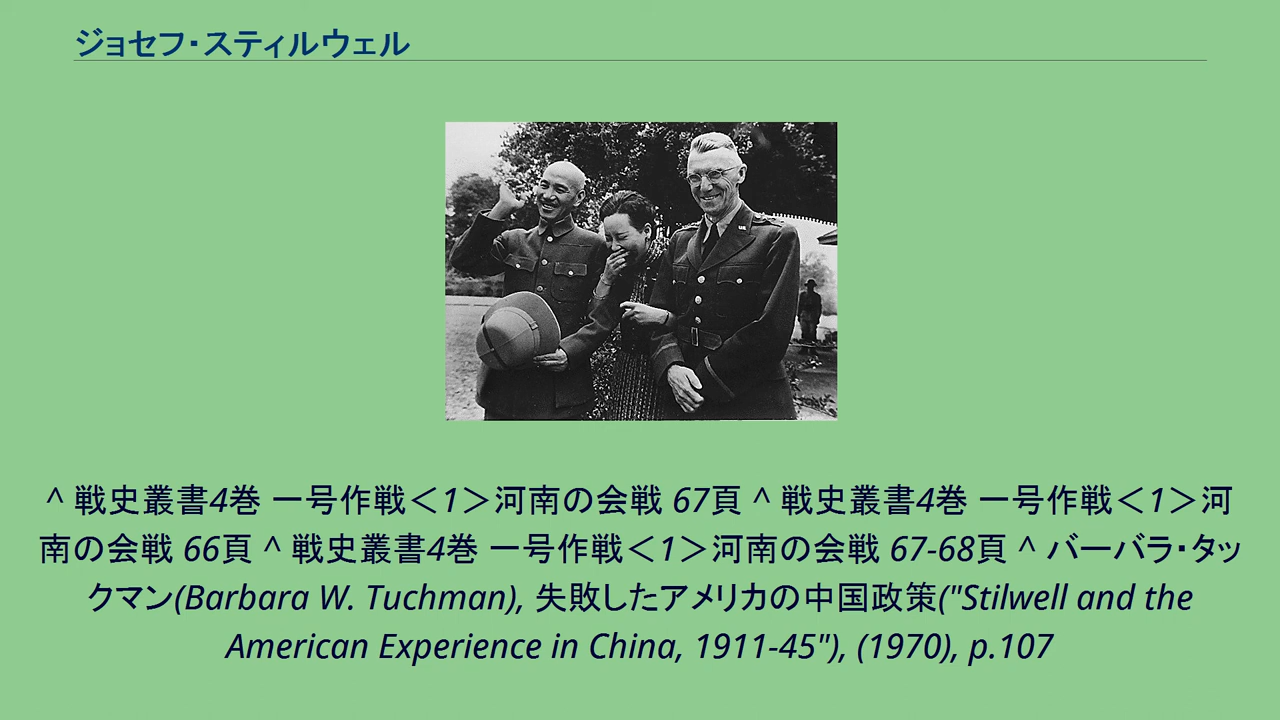 ジョセフ・スティルウェル
^ 戦史叢書4巻 一号作戦＜1＞河南の会戦 67頁 ^ 戦史叢書4巻 一号作戦＜1＞河
南の会戦 66頁 ^ 戦史叢書4巻 一号作戦＜1＞河南の会戦 67-68頁 ^ バーバラ・タッ
クマン(Barbara W. Tuchman), 失敗したアメリカの中国政策("Stilwell and the
American Experience in China, 1911-45"), (1970), p.107